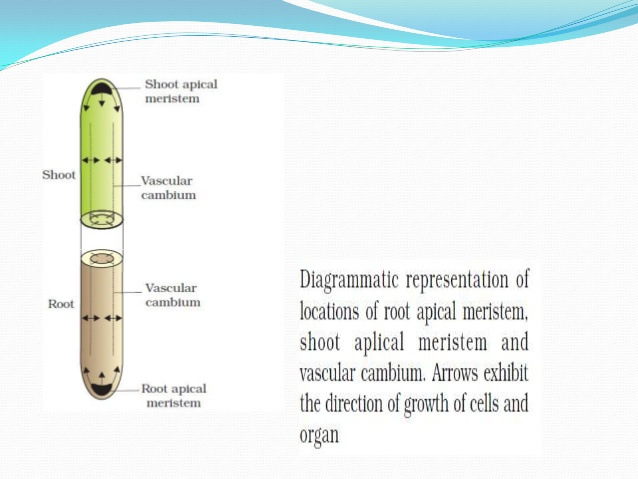 Shoot apical
meristem
Shoot
Vascular
cambium
Vascular
cambium
Root
Root apical
meristem
Diagrammatic representation of
locations of root apical meristem,
shoot aplical meristem and
vascular cambium. Arrows exhibit
the direction of growth of cells and
organ